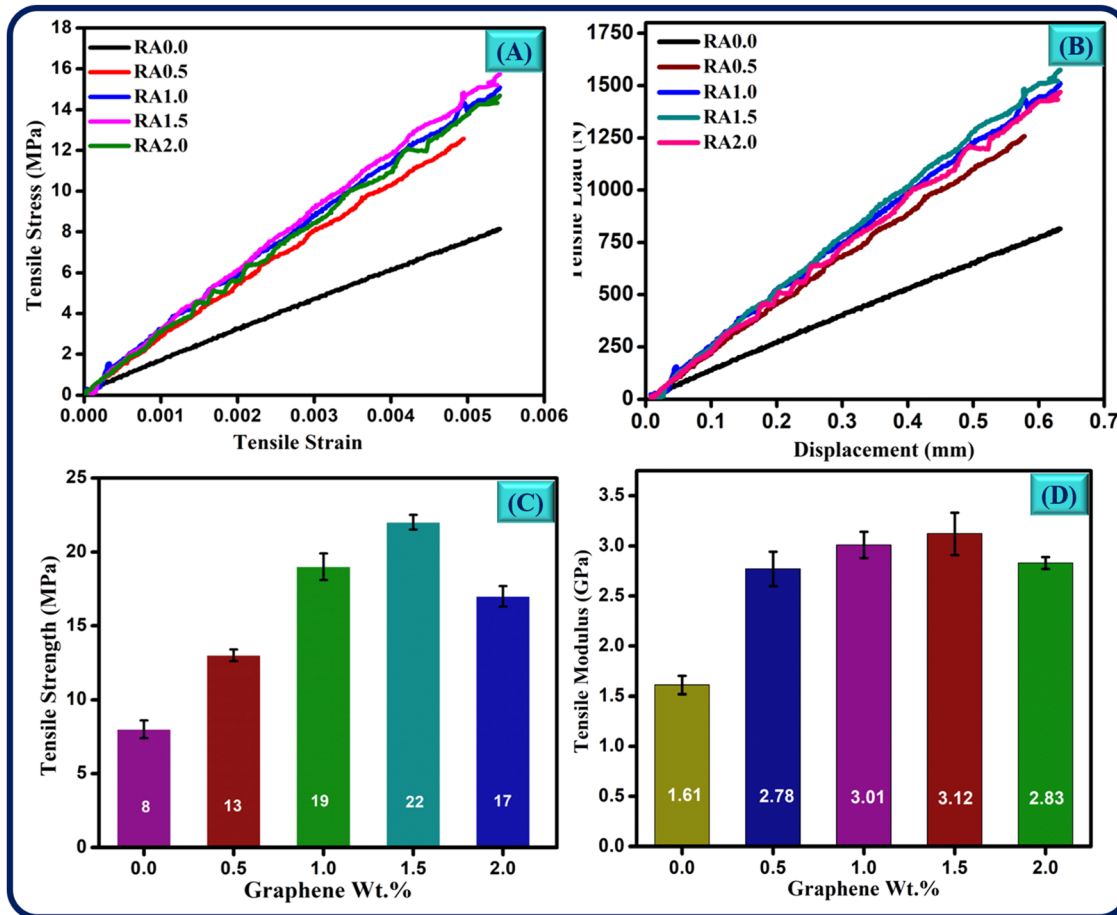 (A)
RA0.0
RA0.5
RA1.0
RA1.5
RA2.0
18
16
14
12
10
8
6
4
2
0
0.000 0.001 0.002 0.003 0.004 0.005 0.006
Tensile Stress (MPa)
Tensile Strain
(B)
RA0.0
RA0.5
RA1.0
RA1.5
RA2.0
1750
1500
1250
1000
750
500
250
0
0.0 0.1 0.2 0.3 0.4 0.5 0.6 0.7
Tensile Load (N)
Displacement (mm)
(C)
25
20
15
10
5
0
8 13 19 22 17
0.0 0.5 1.0 1.5 2.0
Tensile Strength (MPa)
Graphene Wt.%
(D)
3.5
3.0
2.5
2.0
1.5
1.0
0.5
0.0
1.61 2.78 3.01 3.12 2.83
0.0 0.5 1.0 1.5 2.0
Tensile Modulus (GPa)
Graphene Wt.%